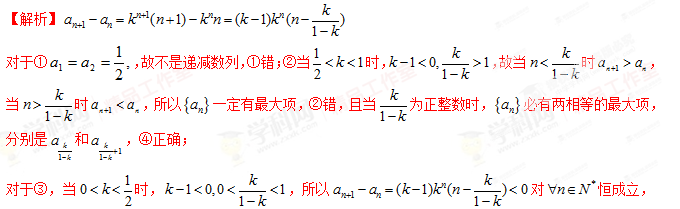 【解析】$a_{n+1}-a_n=k^{n+1}(n+1)-k^n n=(k-1)k^n(n-\frac{k}{1-k})$
对于①$a_1=a_2=\frac{1}{2}$,,故不是递减数列,①错;②当$\frac{1}{2}<k<1$时,$k-1<0,\frac{k}{1-k}>1$,故当$n<\frac{k}{1-k}$时$a_{n+1}>a_n$,
当$n>\frac{k}{1-k}$时$a_{n+1}<a_n$,所以$\{a_n\}$一定有最大项,②错,且当$\frac{k}{1-k}$为正整数时,$\{a_n\}$必有两相等的最大项,
分别是$a_{\frac{k}{1-k}}$和$a_{\frac{k}{1-k}+1}$,④正确;
对于③,当$0<k<\frac{1}{2}$时,$k-1<0,0<\frac{k}{1-k}<1$,所以$a_{n+1}-a_n=(k-1)k^n(n-\frac{k}{1-k})<0$对$\forall n\in N^*$恒成立,